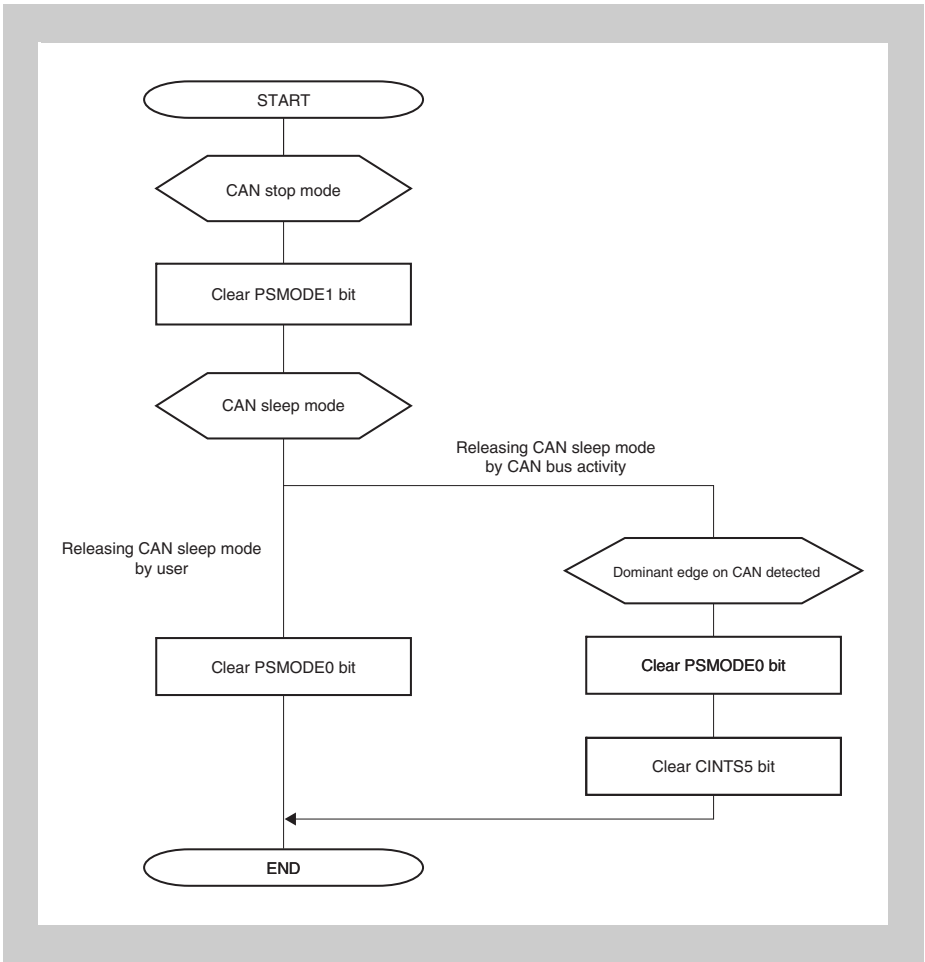 START
CAN stop mode
Clear PSMODE1 bit
CAN sleep mode
Releasing CAN sleep mode
by CAN bus activity
Releasing CAN sleep mode
by user
Dominant edge on CAN detected
Clear PSMODE0 bit
Clear PSMODE0 bit
Clear CINTS5 bit
END